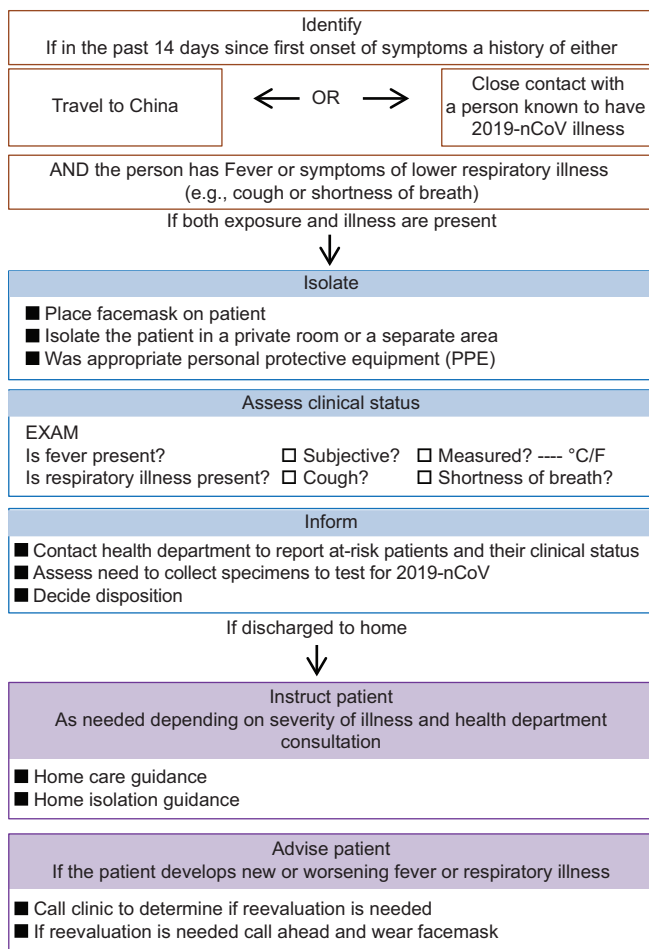 Identify
If in the past 14 days since first onset of symptoms a history of either
Travel to China
OR
Close contact with
a person known to have
2019-nCoV illness
AND the person has Fever or symptoms of lower respiratory illness
(e.g., cough or shortness of breath)
If both exposure and illness are present
Isolate
■ Place facemask on patient
■ Isolate the patient in a private room or a separate area
■ Was appropriate personal protective equipment (PPE)
Assess clinical status
EXAM
Is fever present? □ Subjective? □ Measured? ---- °C/F
Is respiratory illness present? □ Cough? □ Shortness of breath?
Inform
■ Contact health department to report at-risk patients and their clinical status
■ Assess need to collect specimens to test for 2019-nCoV
■ Decide disposition
If discharged to home
Instruct patient
As needed depending on severity of illness and health department
consultation
■ Home care guidance
■ Home isolation guidance
Advise patient
If the patient develops new or worsening fever or respiratory illness
■ Call clinic to determine if reevaluation is needed
■ If reevaluation is needed call ahead and wear facemask